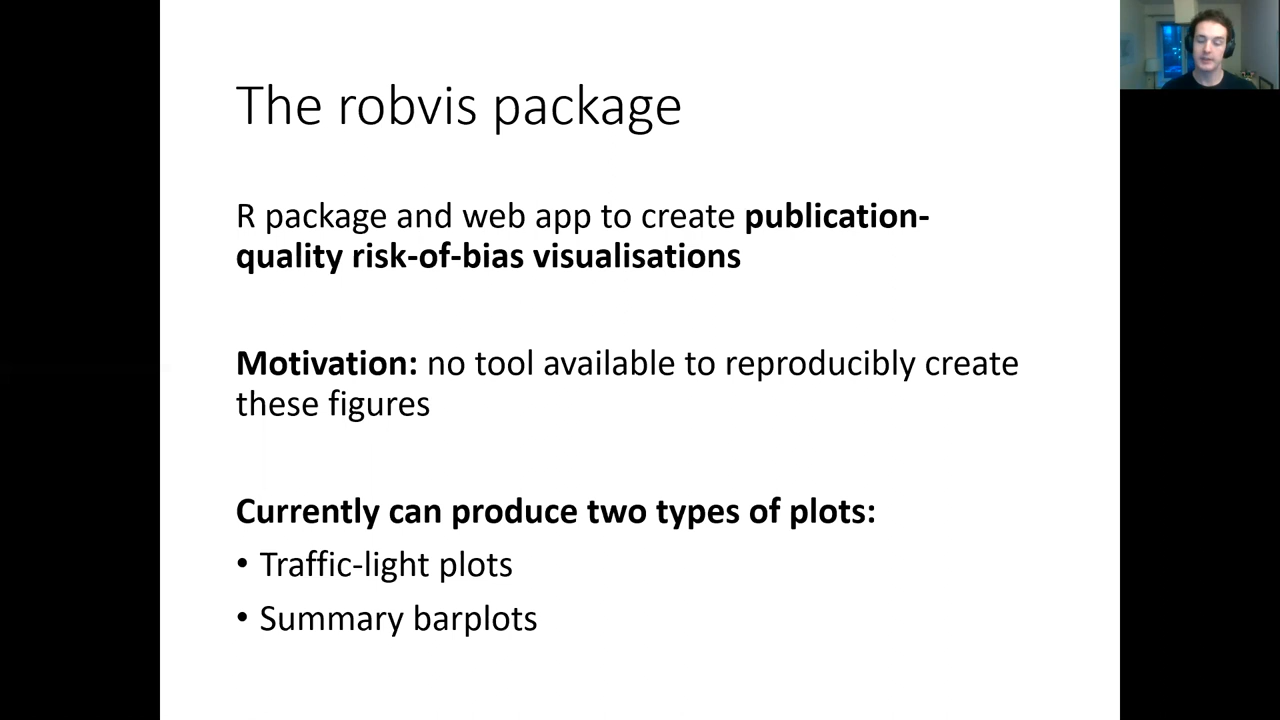 The robvis package
R package and web app to create publication-
quality risk-of-bias visualisations
Motivation: no tool available to reproducibly create
these figures
Currently can produce two types of plots:
• Traffic-light plots
• Summary barplots